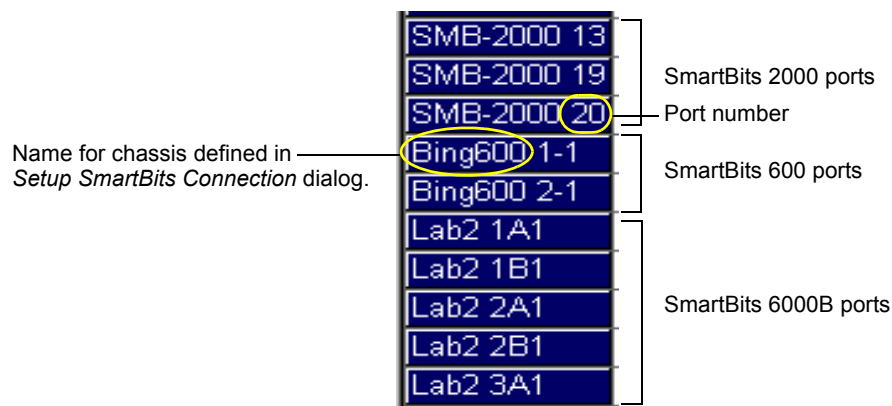 SMB-2000 13
SMB-2000 19
SmartBits 2000 ports
SMB-2000 20
Port number
Name for chassis defined in
Setup SmartBits Connection dialog.
Bing600 1-1
Bing600 2-1
SmartBits 600 ports
Lab2 1A1
Lab2 1B1
Lab2 2A1
Lab2 2B1
Lab2 3A1
SmartBits 6000B ports